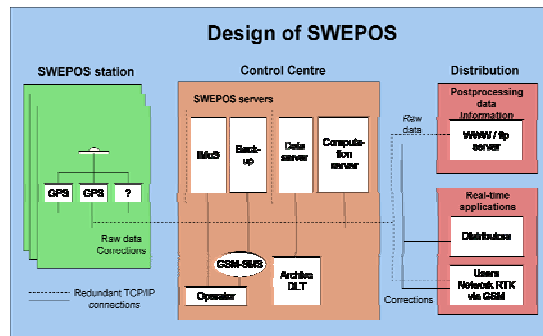 Design of SWEPOS
SWEPOS station
GPS
GPS
?
Raw data
Corrections
Redundant TCP/IP
connections
Control Centre
SWEPOS servers
Back-
up
Data
server
Computa-
tion
server
GSM-SMS
Operator
Archive
DLT
Distribution
Raw
data
Postprocessing
data
Information
WWW / ftp
server
Real-time
applications
Distributors
Users
Network RTK
via GSM
Corrections